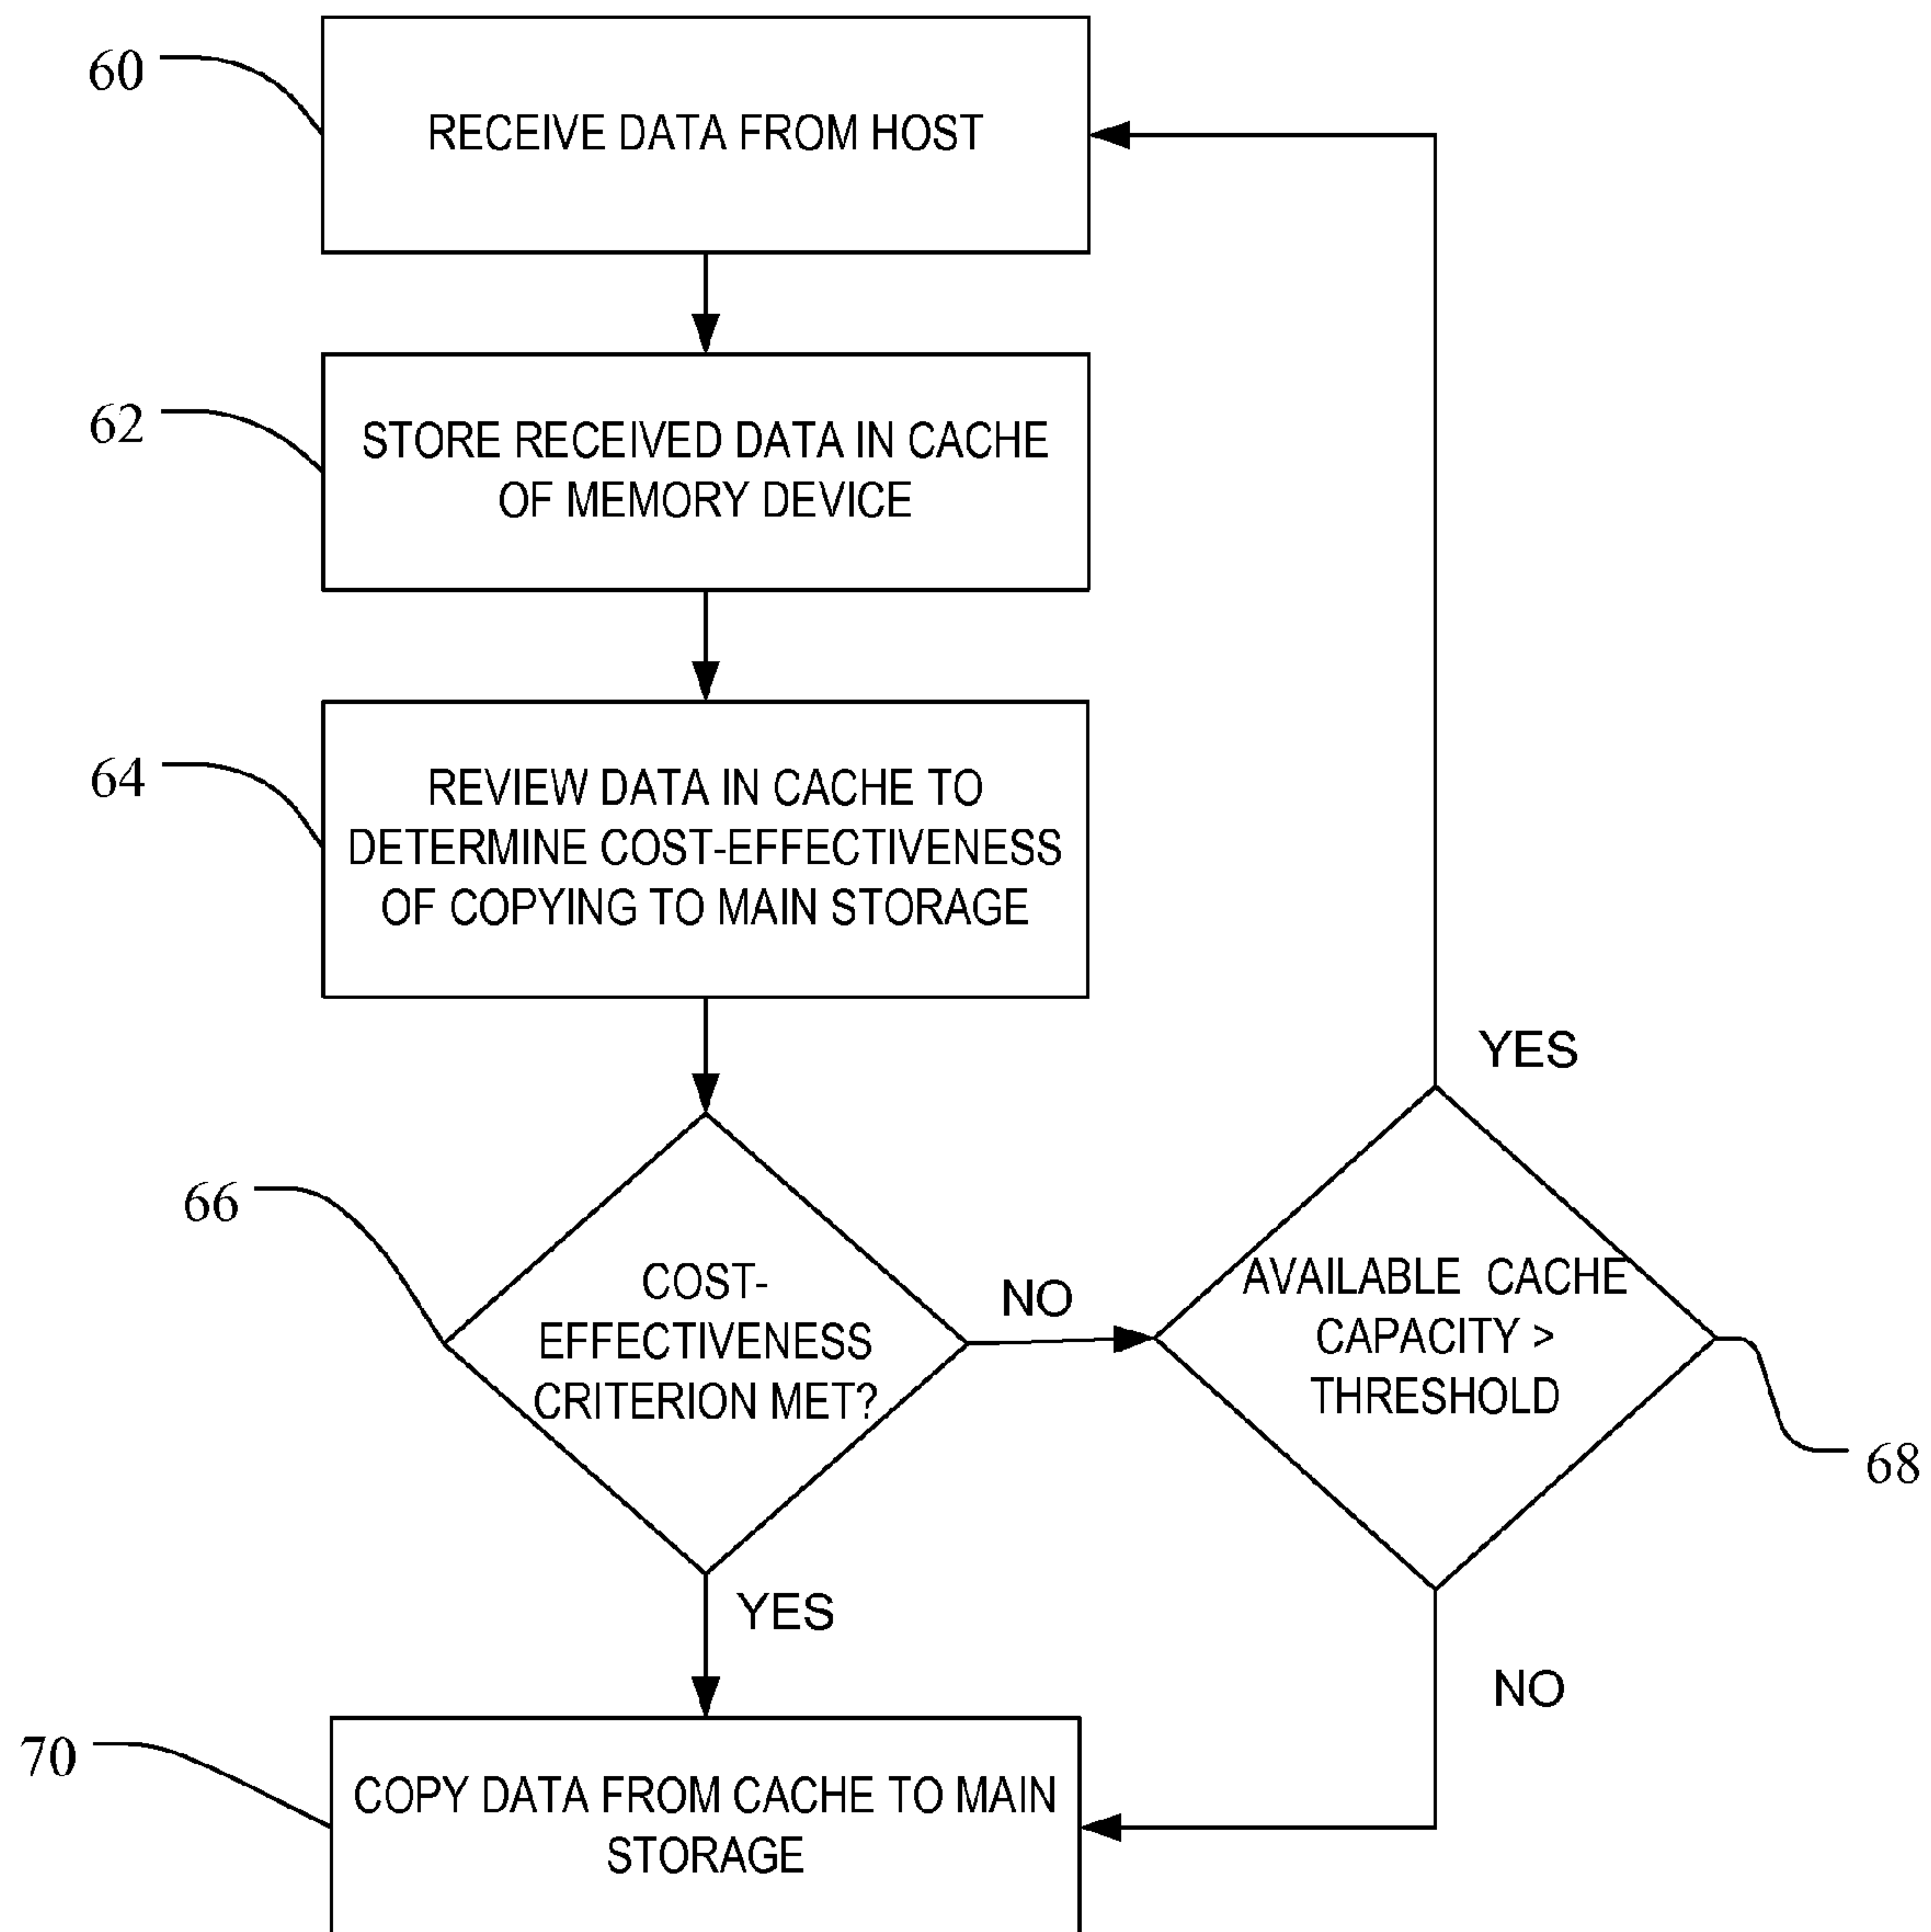 60
RECEIVE DATA FROM HOST
62
STORE RECEIVED DATA IN CACHE
OF MEMORY DEVICE
64
REVIEW DATA IN CACHE TO
DETERMINE COST-EFFECTIVENESS
OF COPYING TO MAIN STORAGE
YES
66
COST-
EFFECTIVENESS
CRITERION MET?
NO
AVAILABLE CACHE
CAPACITY >
THRESHOLD
68
YES
NO
70
COPY DATA FROM CACHE TO MAIN
STORAGE